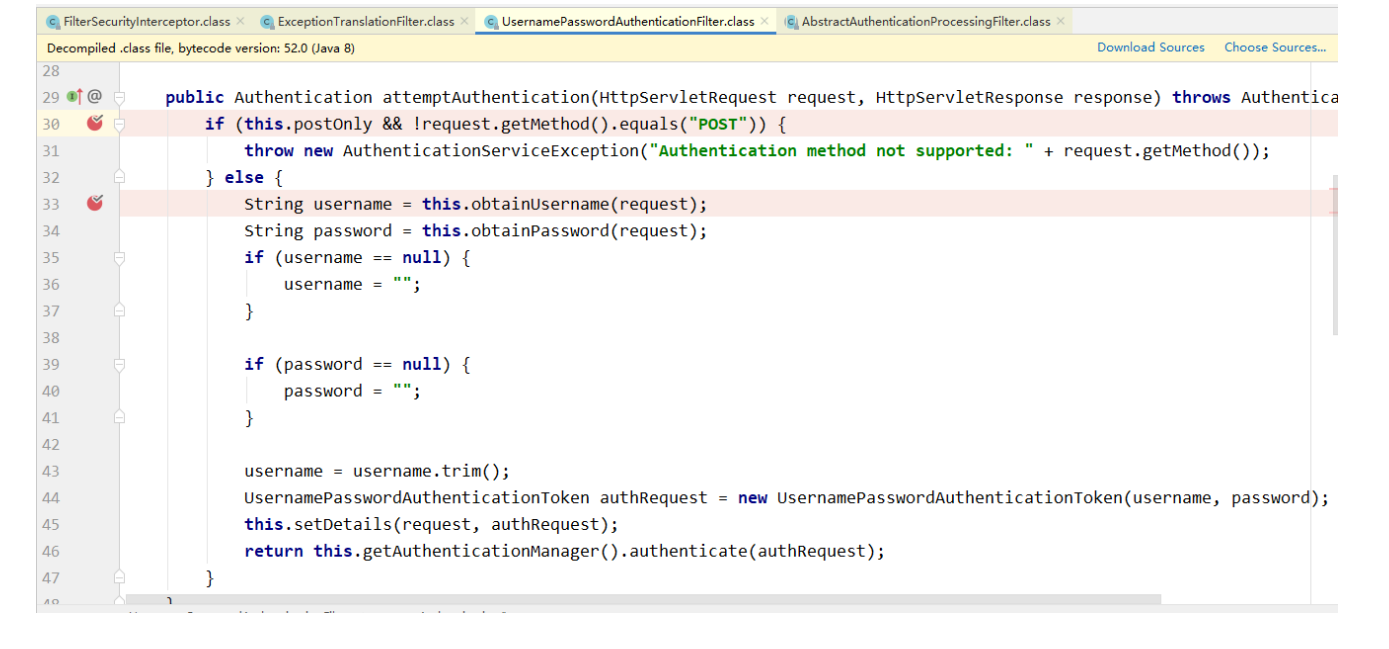 FilterSecurityInterceptor.class × ExceptionTranslationFilter.class × UsernamePasswordAuthenticationFilter.class × AbstractAuthenticationProcessingFilter.class ×
Decompiled .class file, bytecode version: 52.0 (Java 8) Download Sources Choose Sources...
28
29 @ public Authentication attemptAuthentication(HttpServletRequest request, HttpServletResponse response) throws Authentica
30 if (this.postOnly && !request.getMethod().equals("POST")) {
31 throw new AuthenticationServiceException("Authentication method not supported: " + request.getMethod());
32 } else {
33 String username = this.obtainUsername(request);
34 String password = this.obtainPassword(request);
35 if (username == null) {
36 username = "";
37 }
38
39 if (password == null) {
40 password = "";
41 }
42
43 username = username.trim();
44 UsernamePasswordAuthenticationToken authRequest = new UsernamePasswordAuthenticationToken(username, password);
45 this.setDetails(request, authRequest);
46 return this.getAuthenticationManager().authenticate(authRequest);
47 }